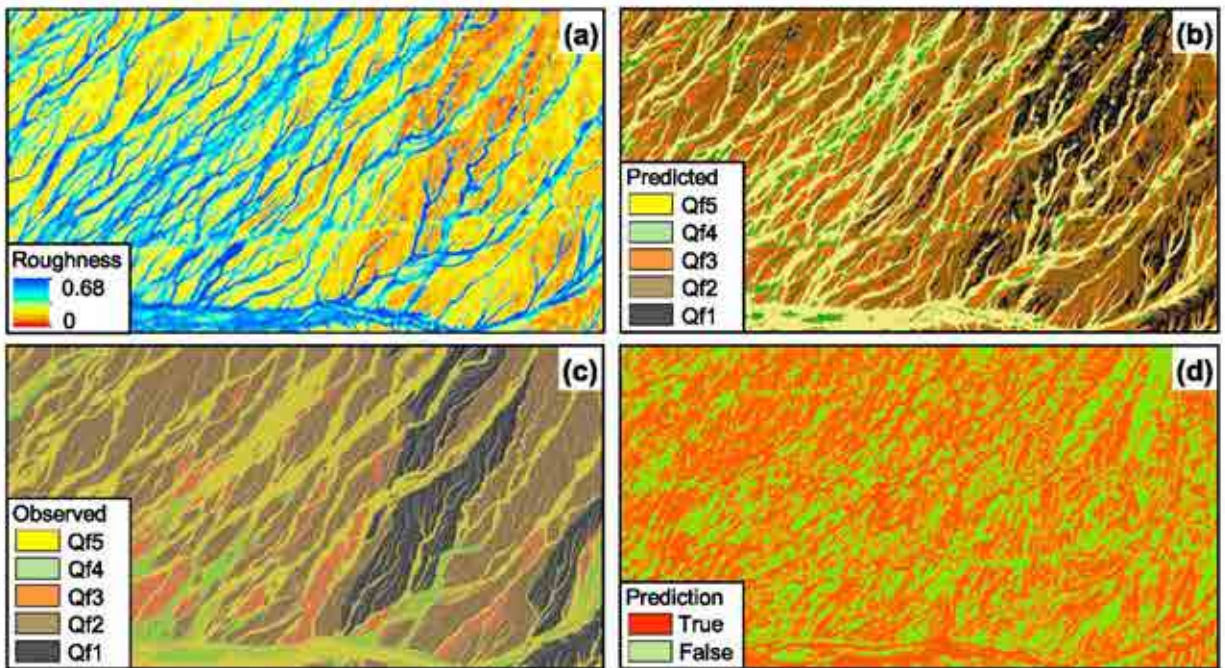 (a)
Roughness
0.68
0
(b)
Predicted
Qf5
Qf4
Qf3
Qf2
Qf1
(c)
Observed
Qf5
Qf4
Qf3
Qf2
Qf1
(d)
Prediction
True
False